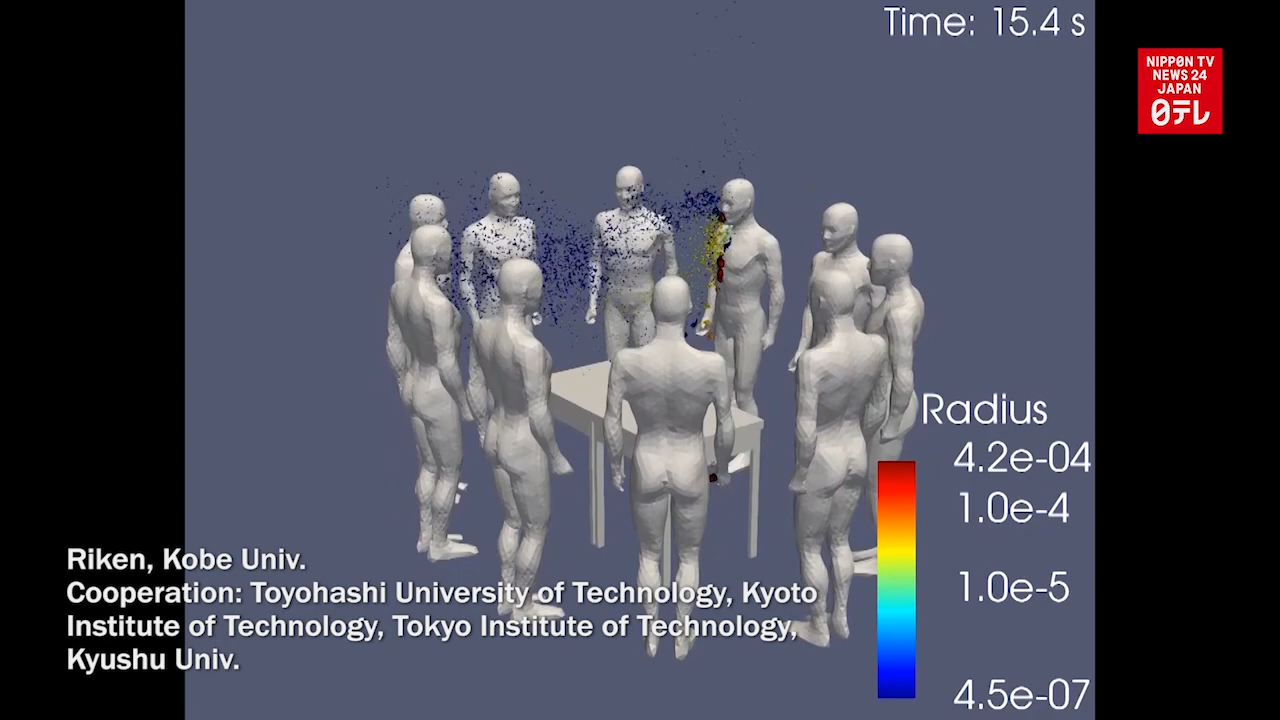 Time: 15.4 s
NIPPØN TV
NEWS 24
JAPAN
日テレ
Radius
4.2e-04
1.0e-4
1.0e-5
4.5e-07
Riken, Kobe Univ.
Cooperation: Toyohashi University of Technology, Kyoto
Institute of Technology, Tokyo Institute of Technology,
Kyushu Univ.